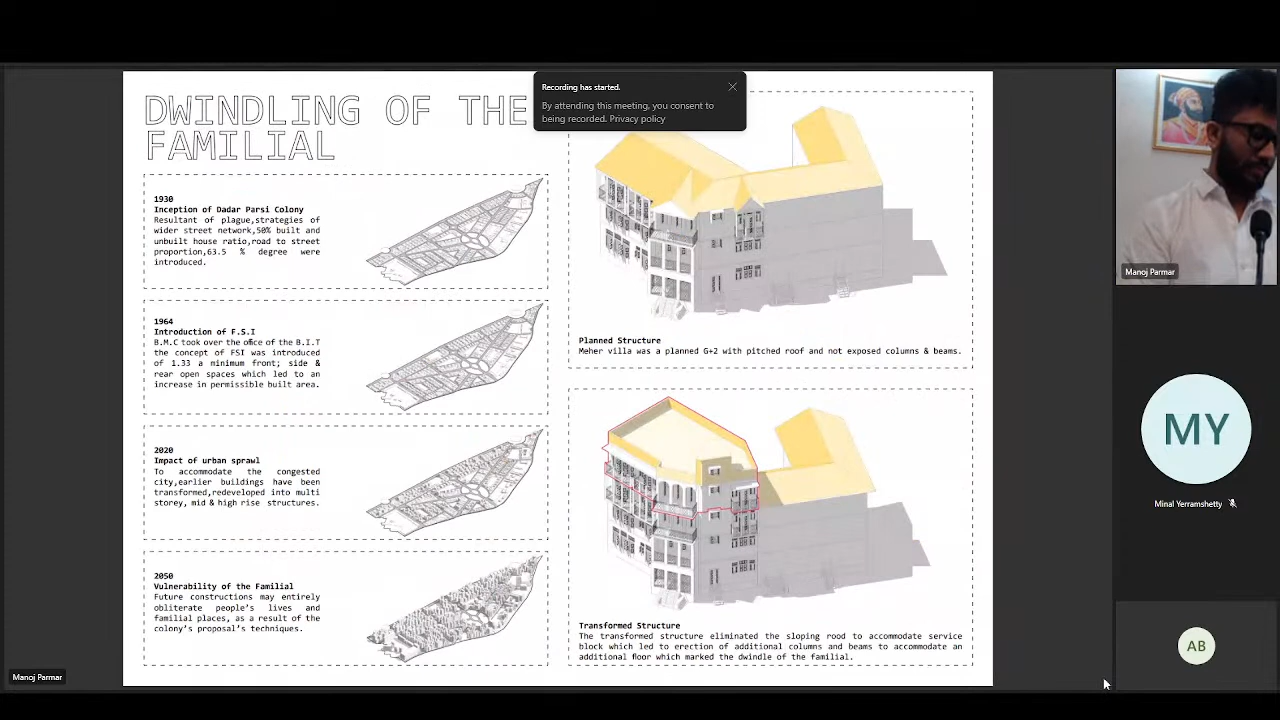 DWINDLING OF THE
FAMILIAL
1930
Inception of Dadar Parsi Colony
Resultant of plague,strategies of
wider street network,50% built and
unbuilt house ratio,road to street
proportion,63.5 % degree were
introduced.
1964
Introduction of F.S.I
B.M.C took over the office of the B.I.T
the concept of FSI was introduced
of 1.33 a minimum front; side &
rear open spaces which led to an
increase in permissible built area.
2020
Impact of urban sprawl
To accommodate the congested
city,earlier buildings have been
transformed,redeveloped into multi
storey, mid & high rise structures.
2050
Vulnerability of the Familial
Future constructions may entirely
obliterate people's lives and
familial places, as a result of the
colony's proposal's techniques.
Recording has started.
By attending this meeting, you consent to
being recorded. Privacy policy
Planned Structure
Meher villa was a planned G+2 with pitched roof and not exposed columns & beams.
Transformed Structure
The transformed structure eliminated the sloping rood to accommodate service
block which led to erection of additional columns and beams to accommodate an
additional floor which marked the dwindle of the familial.
Manoj Parmar
MY
Minal Yerramshetty
AB
Manoj Parmar